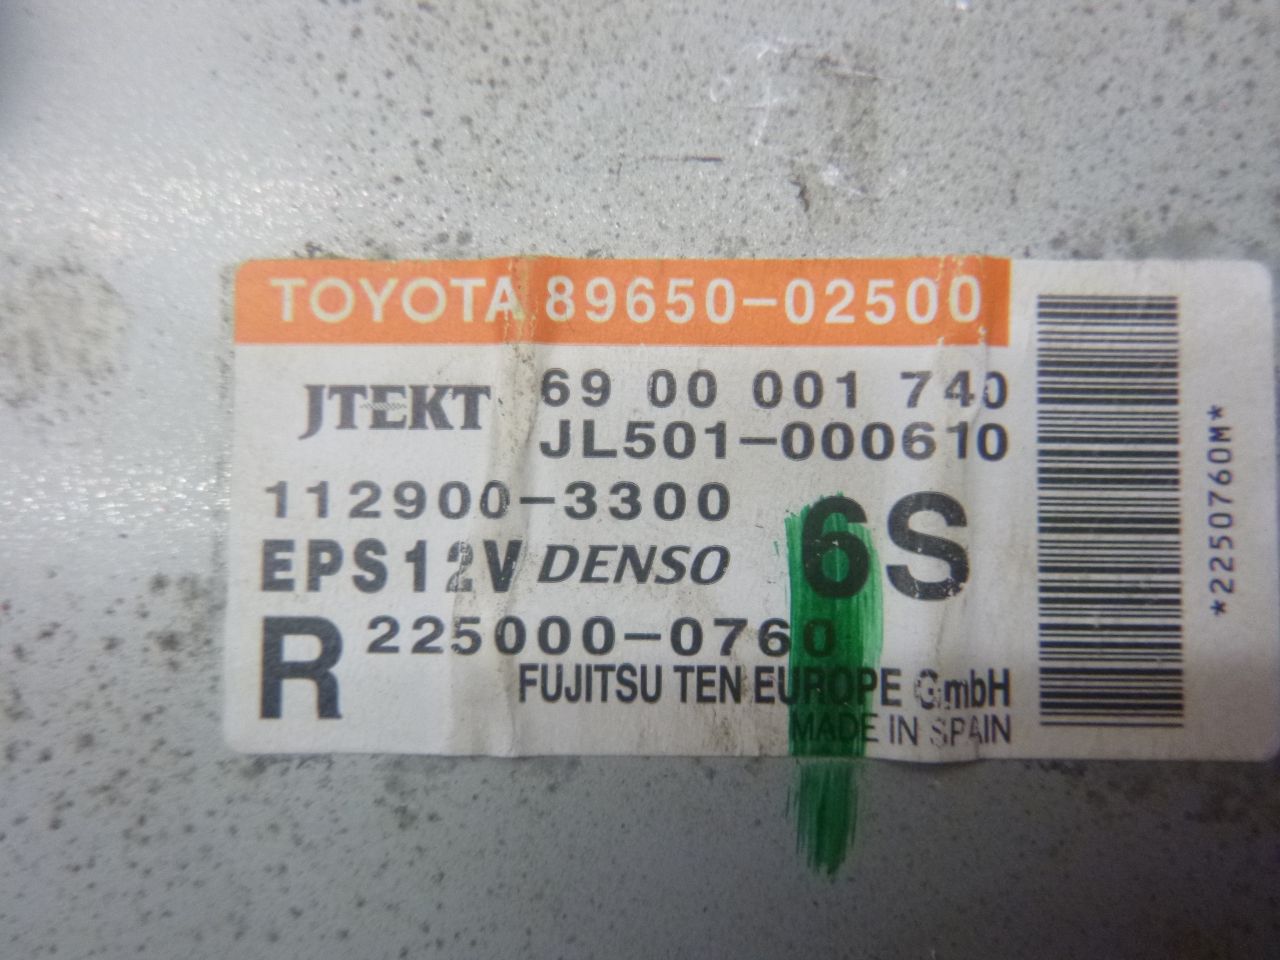 TOYOTA 89650-02500
JTEKT 69 00 001 740
JL501-000610
112900-3300 6S
EPS12V DENSO
R 225000-0760
FUJITSU TEN EUROPE GmbH
MADE IN SPAIN
*2250760M*